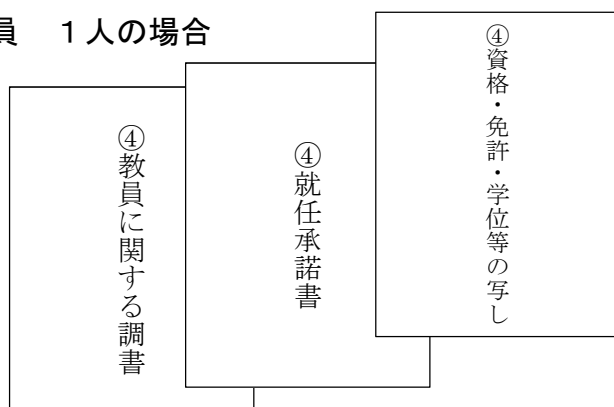 員　１人の場合
④教員に関する調書
④就任承諾書
④資格・免許・学位等の写し